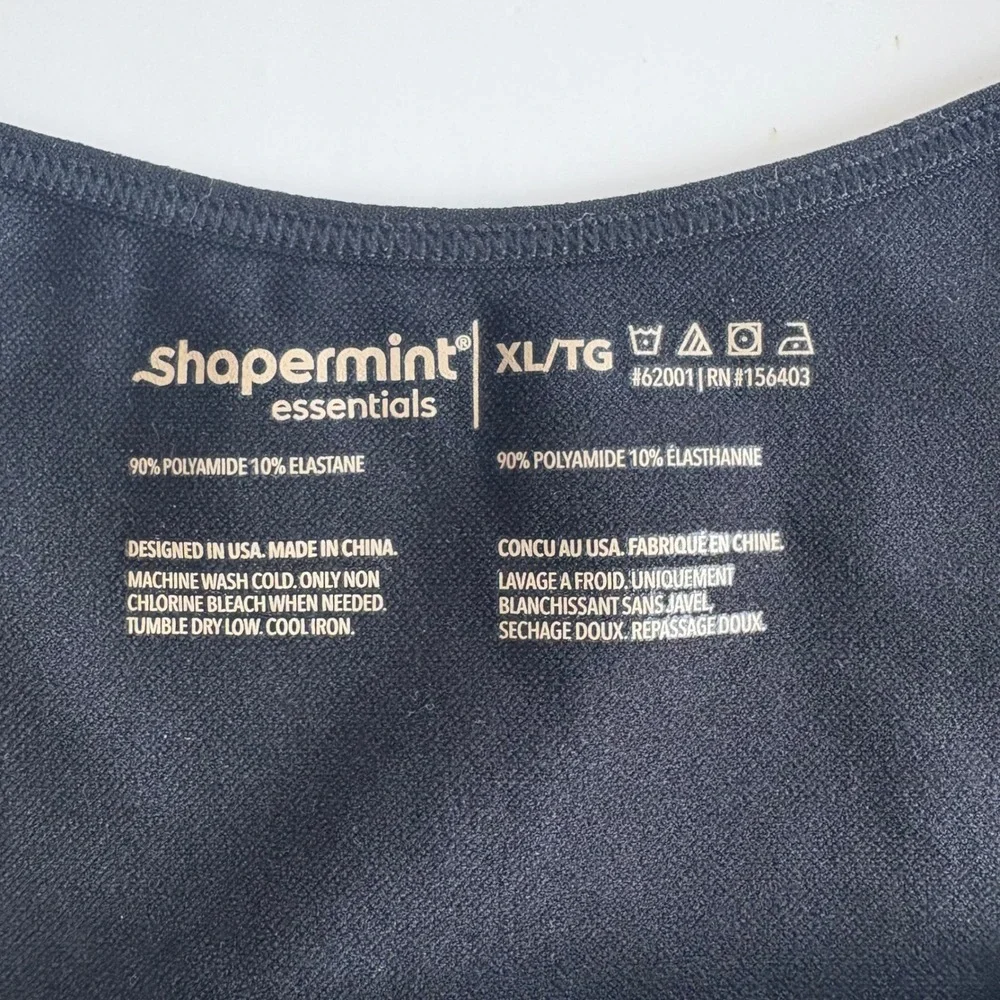 shapermint®
essentials
XL/TG
#62001 | RN #156403
90% POLYAMIDE 10% ELASTANE
DESIGNED IN USA. MADE IN CHINA.
MACHINE WASH COLD. ONLY NON
CHLORINE BLEACH WHEN NEEDED.
TUMBLE DRY LOW. COOL IRON.
90% POLYAMIDE 10% ÉLASTHANNE
CONCU AU USA. FABRIQUÉ EN CHINE.
LAVAGE A FROID. UNIQUEMENT
BLANCHISSANT SANS JAVEL,
SECHAGE DOUX. REPASSAGE DOUX.